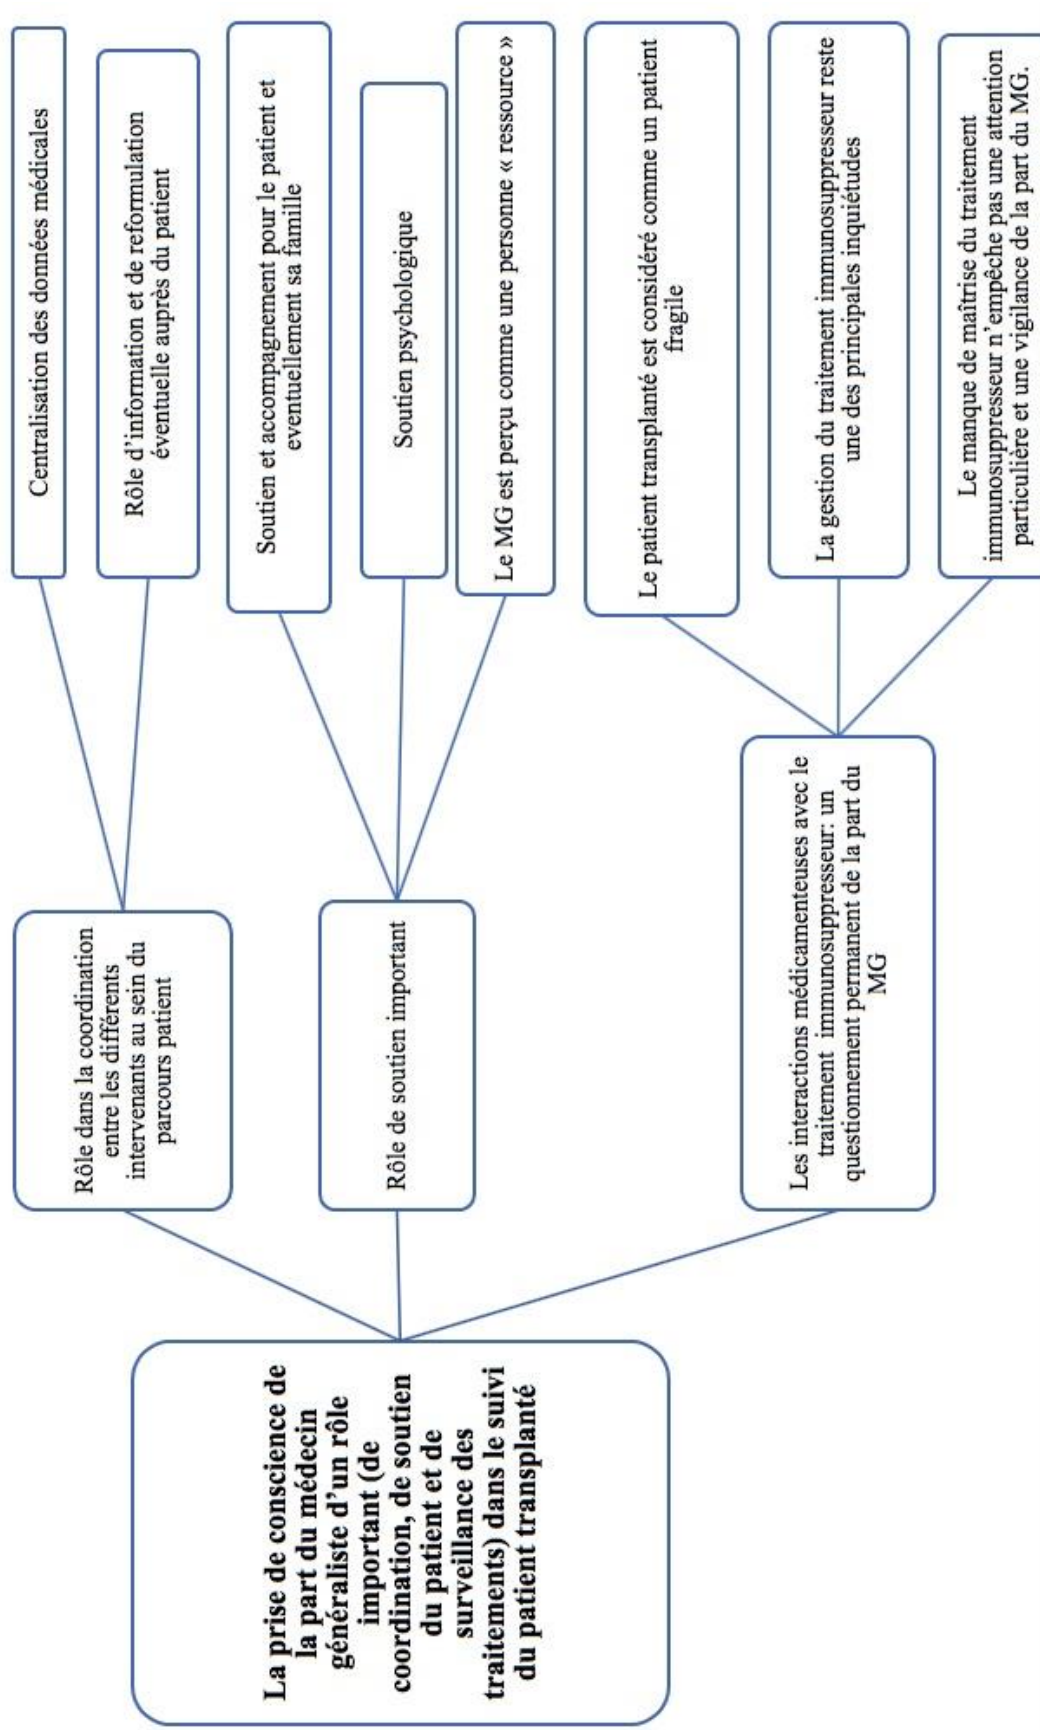 La prise de conscience de
la part du médecin
généraliste d'un rôle
important (de
coordination, de soutien
du patient et de
surveillance des
traitements) dans le suivi
du patient transplanté
Rôle dans la coordination
entre les différents
intervenants au sein du
parcours patient
Centralisation des données médicales
Rôle d'information et de reformulation
éventuelle auprès du patient
Rôle de soutien important
Soutien et accompagnement pour le patient et
eventuellement sa famille
Soutien psychologique
Le MG est perçu comme une personne « ressource »
Les interactions médicamenteuses avec le
traitement immunosuppresseur: un
questionnement permanent de la part du
MG
Le patient transplanté est considéré comme un patient
fragile
La gestion du traitement immunosuppresseur reste
une des principales inquiétudes
Le manque de maîtrise du traitement
immunosuppresseur n'empêche pas une attention
particulière et une vigilance de la part du MG.